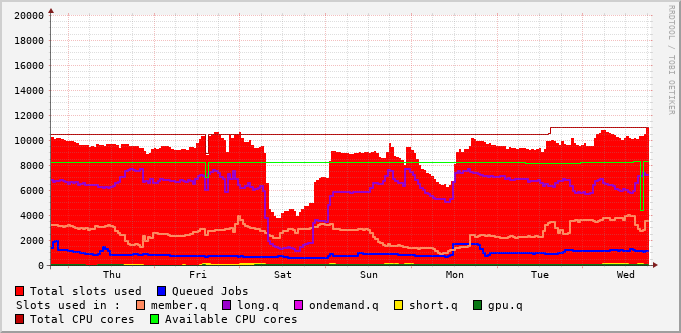 RRDTOOL / TOBI OETIKER
20000
18000
16000
14000
12000
10000
8000
6000
4000
2000
0
Thu Fri Sat Sun Mon Tue Wed
Total slots used Queued Jobs
Slots used in : member.q long.q ondemand.q short.q gpu.q
Total CPU cores Available CPU cores